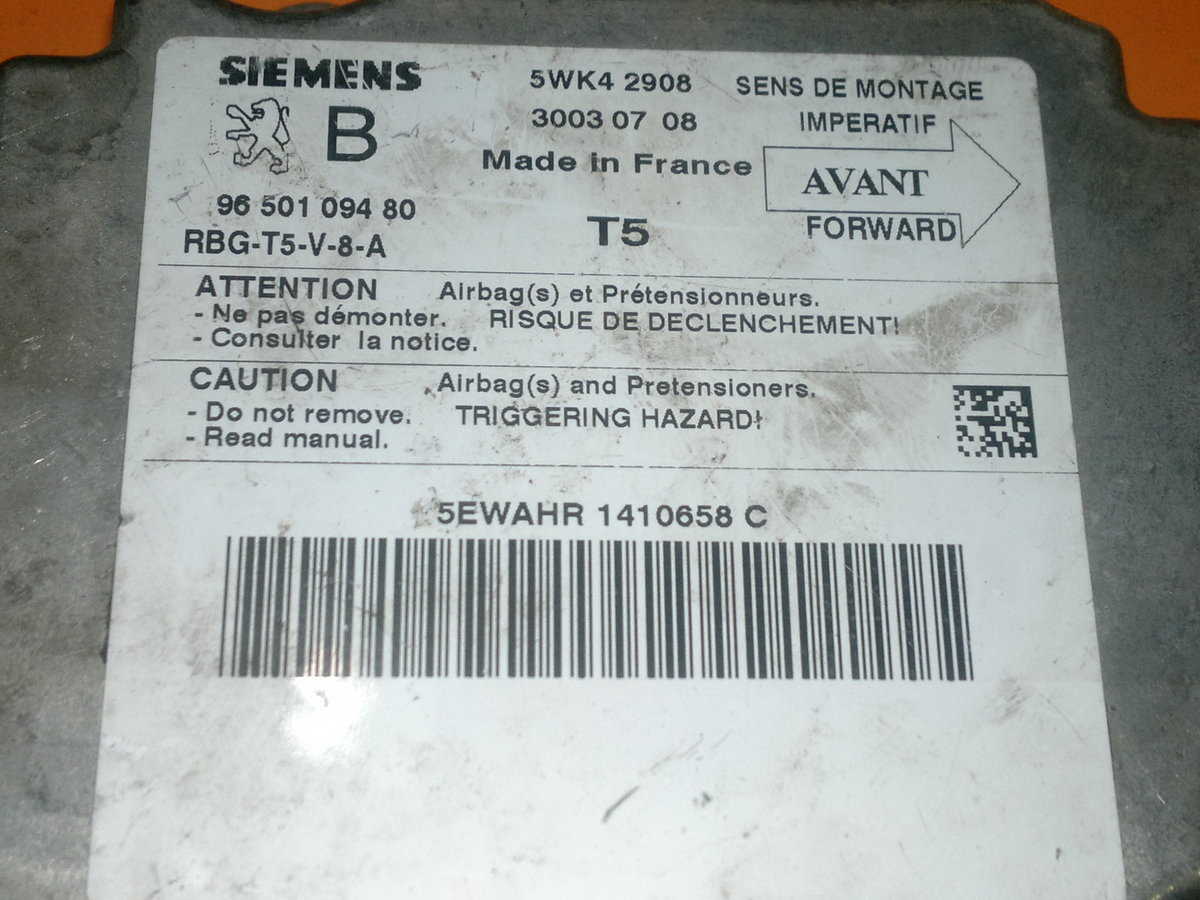 SIEMENS
5WK4 2908
SENS DE MONTAGE
B
30030 07 08
IMPERATIF
Made in France
AVANT
96 501 094 80
T5
FORWARD
RBG-T5-V-8-A
ATTENTION Airbag(s) et Prétensionneurs.
- Ne pas démonter. RISQUE DE DECLENCHEMENT!
- Consulter la notice.
CAUTION Airbag(s) and Pretensioners.
- Do not remove. TRIGGERING HAZARD!
- Read manual.
5EWAHR 1410658 C